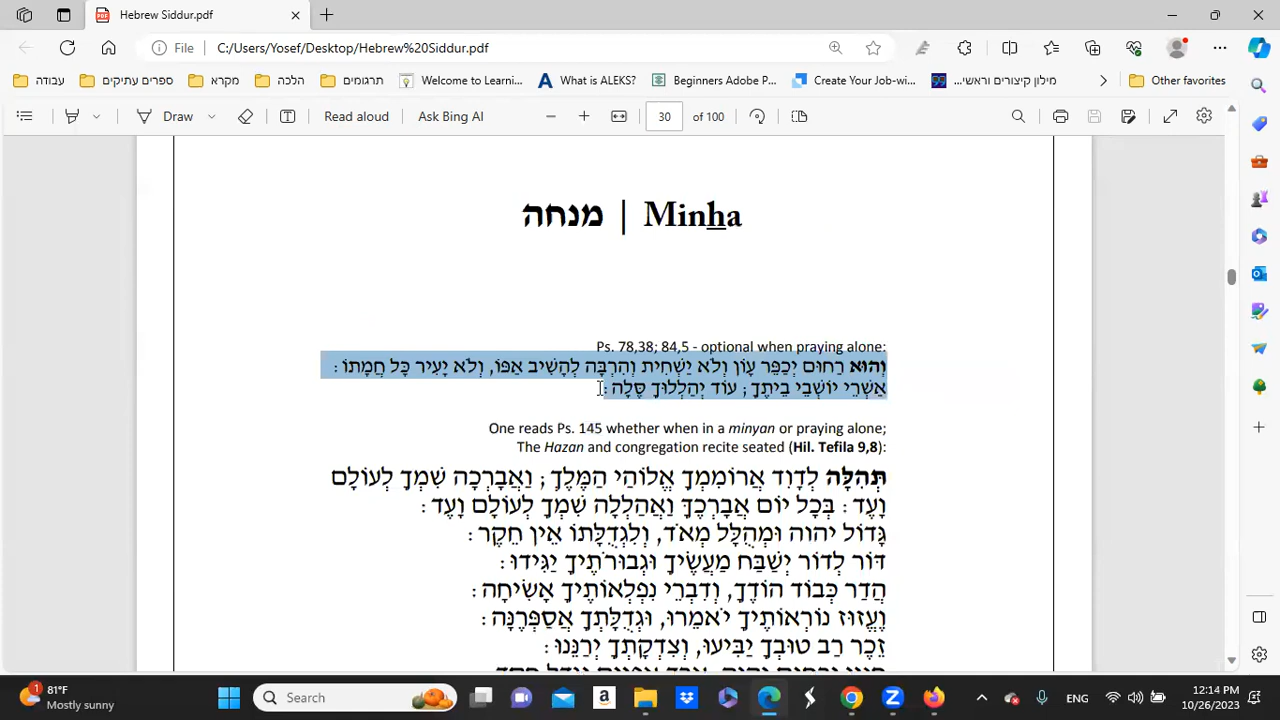 Hebrew Siddur.pdf
File C:/Users/Yosef/Desktop/Hebrew%20Siddur.pdf
עבודה ספרים עתיקים מקרא הלכה תרגומים Welcome to Learni... What is ALEKS? Beginners Adobe P... Create Your Job-wi... מילון קיצורים וראשי... Other favorites
Draw Read aloud Ask Bing AI 30 of 100
מנחה | Minha
Ps. 78,38; 84,5 - optional when praying alone:
וְהוּא רַחוּם יְכַפֵּר עָוֺן וְלֹא יַשְׁחִית וְהִרְבָּה לְהָשִׁיב אַפּוֹ, וְלֹא יָעִיר כָּל חֲמָתוֹ :
אַשְׁרֵי יוֹשְׁבֵי בֵיתֶךָ ; עוֹד יְהַלְלוּךָ סֶּלָה :
One reads Ps. 145 whether when in a minyan or praying alone;
The Hazan and congregation recite seated (Hil. Tefila 9,8):
תְּהִלָּה לְדָוִד אֲרוֹמִמְךָ אֱלוֹהַי הַמֶּלֶךְ ; וַאֲבָרְכָה שִׁמְךָ לְעוֹלָם
וָעֶד : בְּכָל יוֹם אֲבָרְכֶךָּ וַאֲהַלְלָה שִׁמְךָ לְעוֹלָם וָעֶד :
גָּדוֹל יהוה וּמְהֻלָּל מְאֹד, וְלִגְדֻלָּתוֹ אֵין חֵקֶר :
דּוֹר לְדוֹר יְשַׁבַּח מַעֲשֶׂיךָ וּגְבוּרֹתֶיךָ יַגִּידוּ :
הֲדַר כְּבוֹד הוֹדֶךָ, וְדִבְרֵי נִפְלְאוֹתֶיךָ אָשִׂיחָה :
וֶעֱזוּז נוֹרְאוֹתֶיךָ יֹאמֵרוּ, וּגְדֻלָּתְךָ אֲסַפְּרֶנָּה :
זֵכֶר רַב טוּבְךָ יַבִּיעוּ, וְצִדְקָתְךָ יְרַנֵּנוּ :
81°F
Mostly sunny
Search
ENG
12:14 PM
10/26/2023